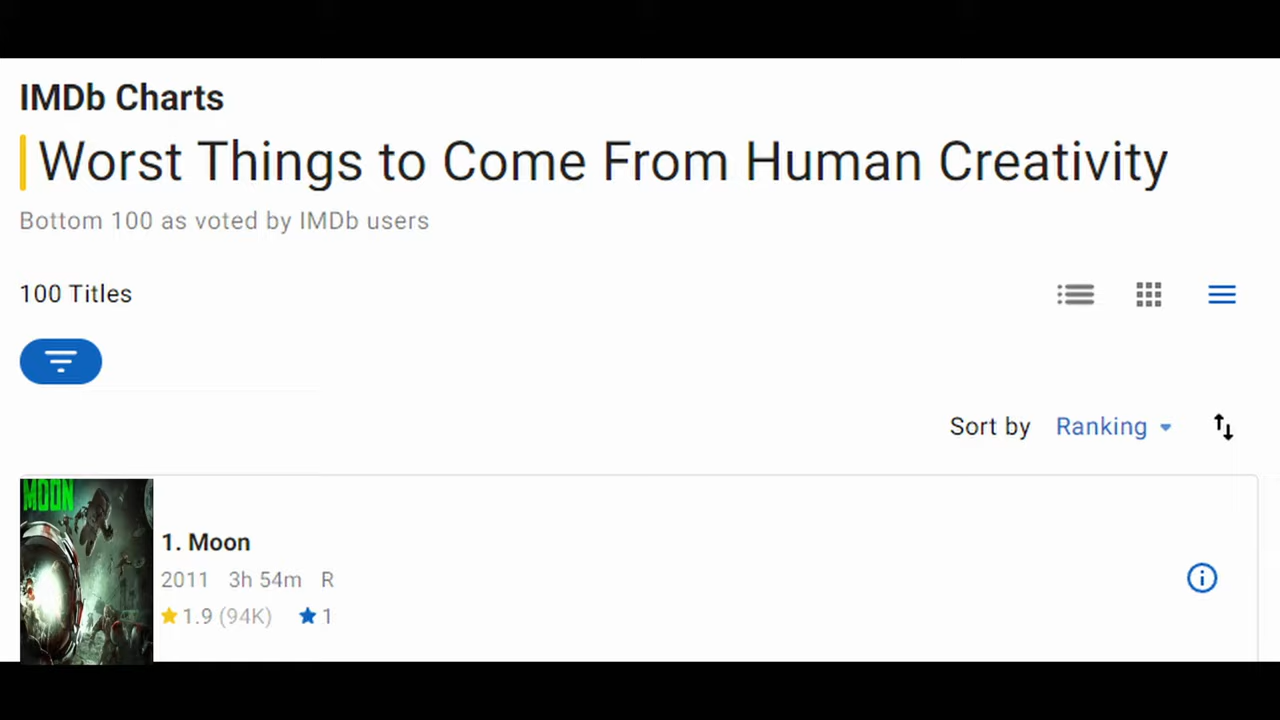 IMDb Charts
Worst Things to Come From Human Creativity
Bottom 100 as voted by IMDb users
100 Titles
Sort by Ranking
MOON
1. Moon
2011 3h 54m R
1.9 (94K) 1